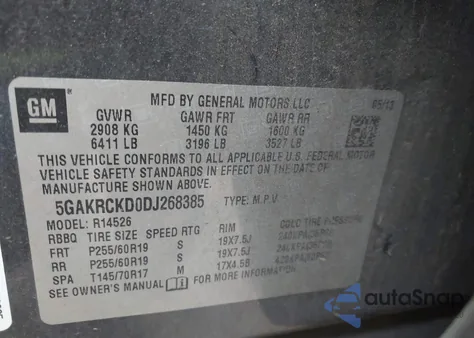 GM
MFD BY GENERAL MOTORS LLC 05/13
GVWR GAWR FRT GAWR RR
2908 KG 1450 KG 1600 KG
6411 LB 3196 LB 3527 LB
THIS VEHICLE CONFORMS TO ALL APPLICABLE U.S. FEDERAL MOTOR
VEHICLE SAFETY STANDARDS IN EFFECT ON THE DATE OF
MANUFACTURE SHOWN ABOVE.
5GAKRCKD0DJ268385 TYPE: M.P.V.
MODEL: R14526
RBBQ TIRE SIZE SPEED RTG RIM
FRT P255/60R19 S 19X7.5J
RR P255/60R19 S 19X7.5J
SPA T145/70R17 M 17X4.5B
SEE OWNER'S MANUAL FOR MORE INFORMATION
autoSnap